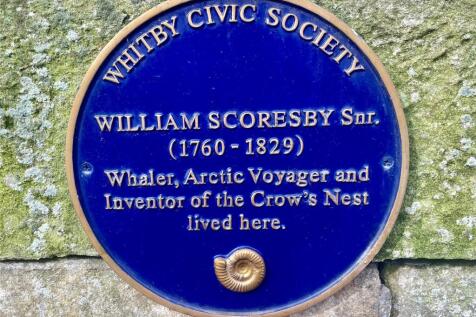 WHITBY CIVIC SOCIETY
WILLIAM SCORESBY Snr.
(1760 - 1829)
Whaler, Arctic Voyager and
Inventor of the Crow's Nest
lived here.